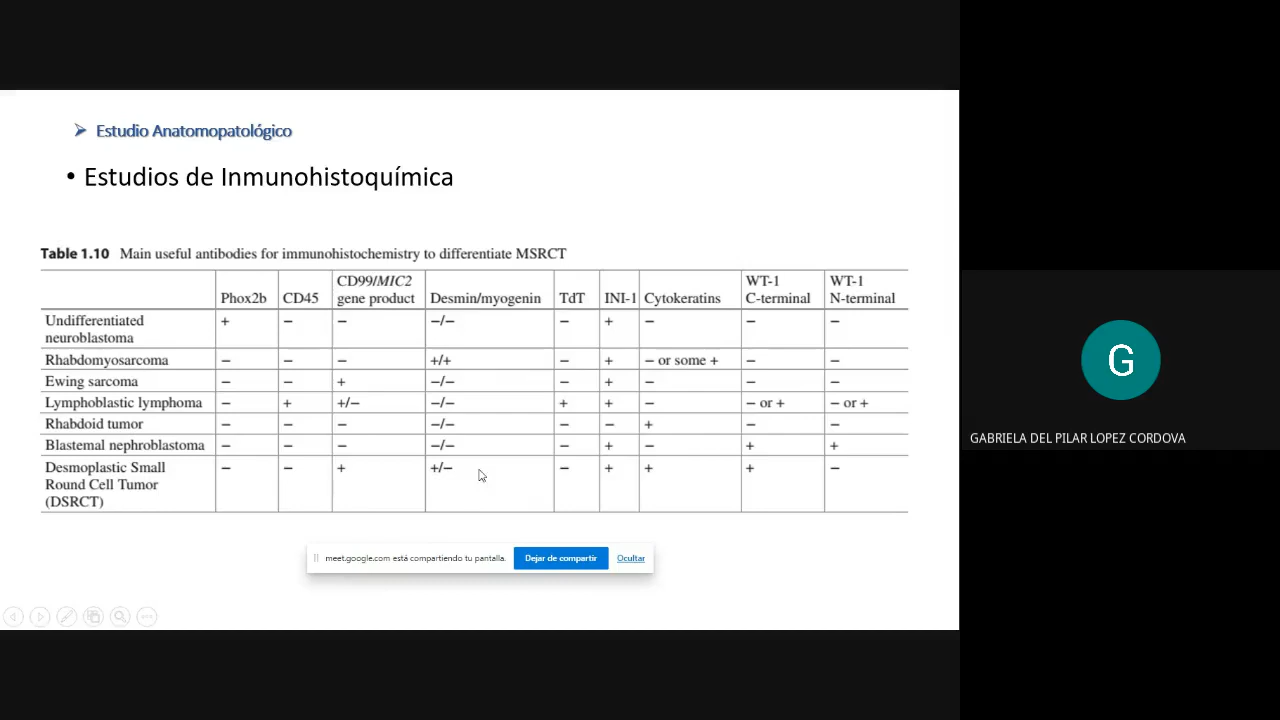 ➢ Estudio Anatomopatológico
• Estudios de Inmunohistoquímica
Table 1.10 Main useful antibodies for immunohistochemistry to differentiate MSRCT
Phox2b CD45 CD99/MIC2 gene product Desmin/myogenin TdT INI-1 Cytokeratins WT-1 C-terminal WT-1 N-terminal
Undifferentiated neuroblastoma + − − −/− − + − − −
Rhabdomyosarcoma − − − +/+ − + − or some + − −
Ewing sarcoma − − + −/− − + − − −
Lymphoblastic lymphoma − + +/− −/− + + − − or + − or +
Rhabdoid tumor − − − −/− − − + − −
Blastemal nephroblastoma − − − −/− − + − + +
Desmoplastic Small Round Cell Tumor (DSRCT) − − + +/− − + + + −
meet.google.com está compartiendo tu pantalla. Dejar de compartir Ocultar
G
GABRIELA DEL PILAR LOPEZ CORDOVA